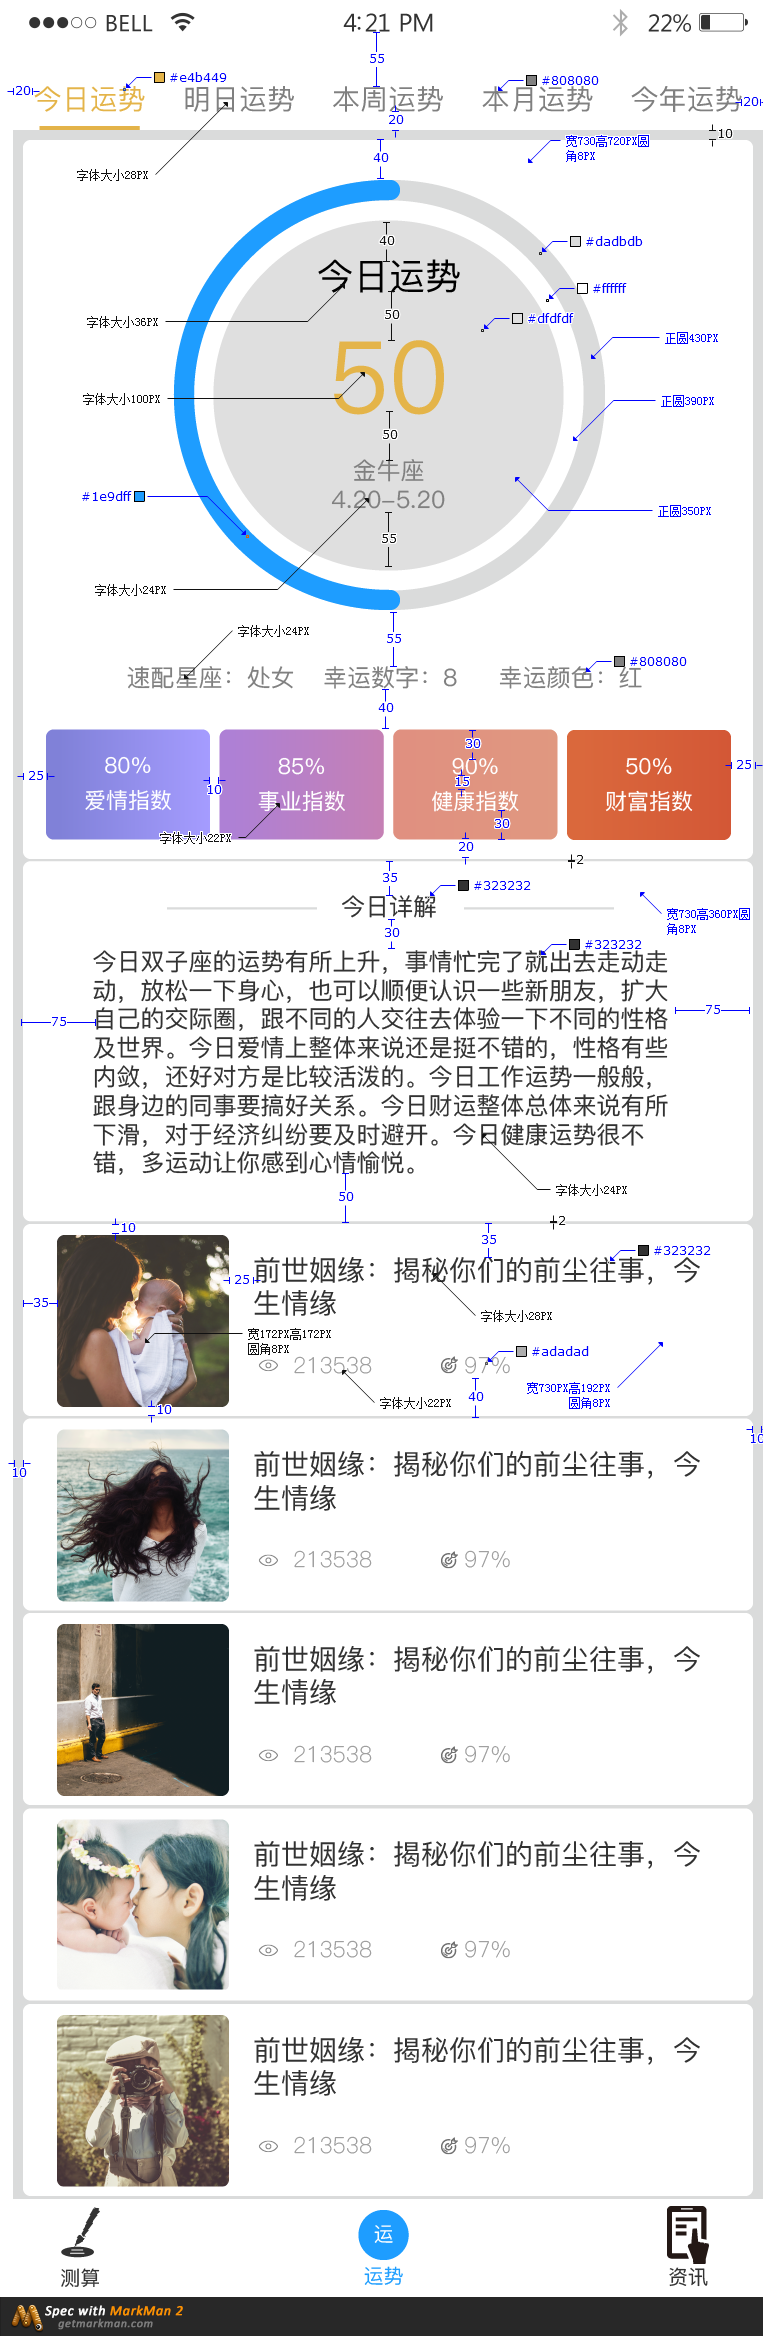 BELL 4:21 PM 22%
55
#e4b449 #808080
20 今日运势 明日运势 本周运势 本月运势 今年运势 20
20 10
40 宽730高720PX圆
角8PX
字体大小28PX
40 #dadbdb
今日运势
#ffffff
字体大小36PX 50 #dfdfdf
正圆430PX
50
字体大小100PX 正圆390PX
50
金牛座
4.20-5.20
#1e9dff 正圆350PX
55
字体大小24PX
字体大小24PX 55
#808080
速配星座：处女 幸运数字：8 幸运颜色：红
40
30
80% 85% 90% 50%
25 10 15 25
爱情指数 事业指数 健康指数 财富指数
30
字体大小22PX 20
2
35 #323232
今日详解 宽730高360PX圆
角8PX
30 #323232
今日双子座的运势有所上升，事情忙完了就出去走动走
动，放松一下身心，也可以顺便认识一些新朋友，扩大
75 自己的交际圈，跟不同的人交往去体验一下不同的性格 75
及世界。今日爱情上整体来说还是挺不错的，性格有些
内敛，还好对方是比较活泼的。今日工作运势一般般，
跟身边的同事要搞好关系。今日财运整体总体来说有所
下滑，对于经济纠纷要及时避开。今日健康运势很不
错，多运动让你感到心情愉悦。
字体大小24PX
50
10 2
35 #323232
25 前世姻缘：揭秘你们的前尘往事，今
生情缘
35 字体大小28PX
宽172PX高172PX
圆角8PX
#adadad
213538 97%
宽730PX高192PX
圆角8PX
字体大小22PX 40
10
10
10
前世姻缘：揭秘你们的前尘往事，今
生情缘
213538 97%
前世姻缘：揭秘你们的前尘往事，今
生情缘
213538 97%
前世姻缘：揭秘你们的前尘往事，今
生情缘
213538 97%
前世姻缘：揭秘你们的前尘往事，今
生情缘
213538 97%
运
测算 运势 资讯
Spec with MarkMan 2
getmarkman.com